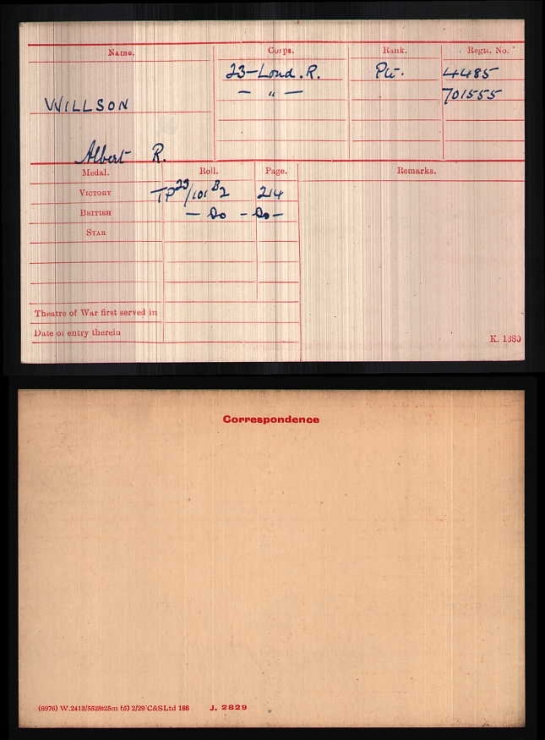 Name. Corps. Rank. Regtl. No.
23-Lond. R. Pte. 4485
— " — 701555
WILLSON
Albert R.
Medal. Roll. Page. Remarks.
VICTORY TP 23/101 B2 214
BRITISH — Do — Do —
STAR
Theatre of War first served in
Date of entry therein
K. 1380
Correspondence
J. 2829